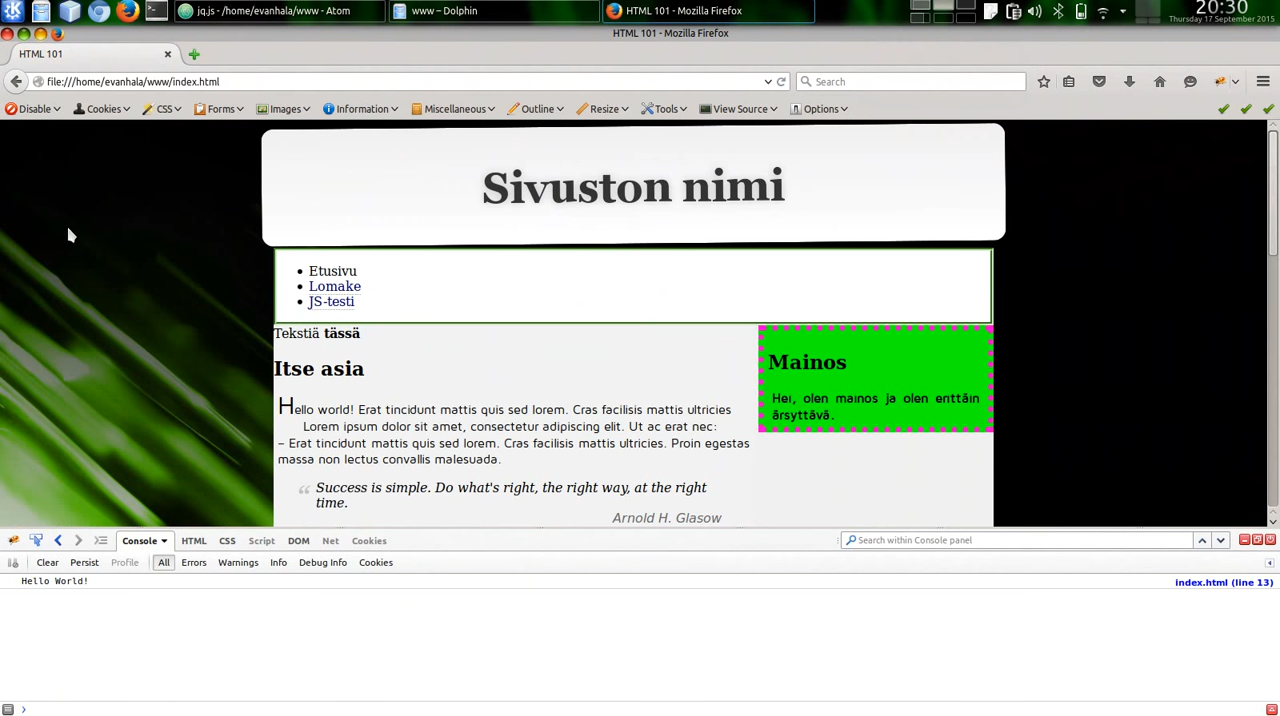 jq.js - /home/evanhala/www - Atom
www – Dolphin
HTML 101 - Mozilla Firefox
20:30
Thursday 17 September 2015
HTML 101 - Mozilla Firefox
HTML 101
file:///home/evanhala/www/index.html
Search
Disable
Cookies
CSS
Forms
Images
Information
Miscellaneous
Outline
Resize
Tools
View Source
Options
Sivuston nimi
Etusivu
Lomake
JS-testi
Tekstiä tässä
Itse asia
Hello world! Erat tincidunt mattis quis sed lorem. Cras facilisis mattis ultricies
Lorem ipsum dolor sit amet, consectetur adipiscing elit. Ut ac erat nec:
– Erat tincidunt mattis quis sed lorem. Cras facilisis mattis ultricies. Proin egestas
massa non lectus convallis malesuada.
“ Success is simple. Do what's right, the right way, at the right
time.
Arnold H. Glasow
Mainos
Hei, olen mainos ja olen erittäin
ärsyttävä.
Console
HTML
CSS
Script
DOM
Net
Cookies
Search within Console panel
Clear
Persist
Profile
All
Errors
Warnings
Info
Debug Info
Cookies
Hello World!
index.html (line 13)